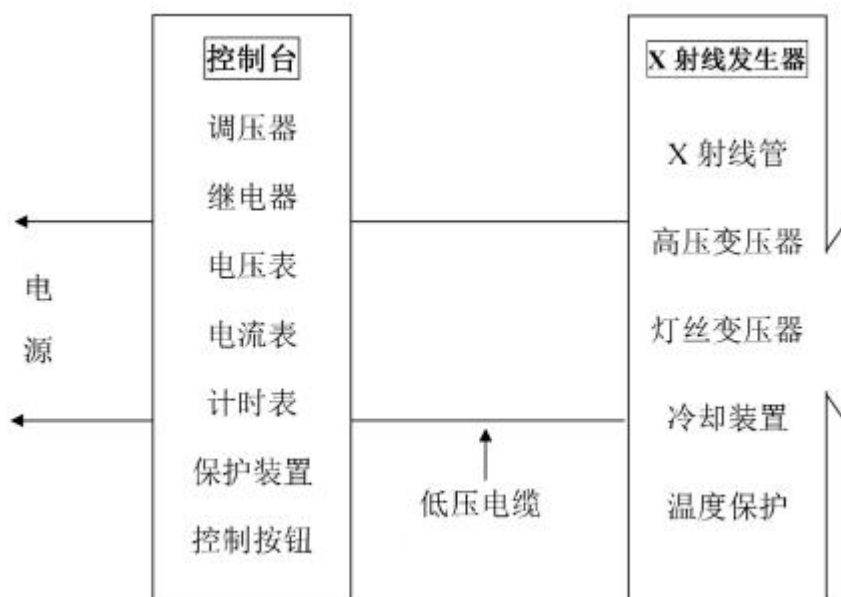 控制台
调压器
继电器
电压表
电流表
计时表
保护装置
控制按钮
电
源
低压电缆
X 射线发生器
X 射线管
高压变压器
灯丝变压器
冷却装置
温度保护